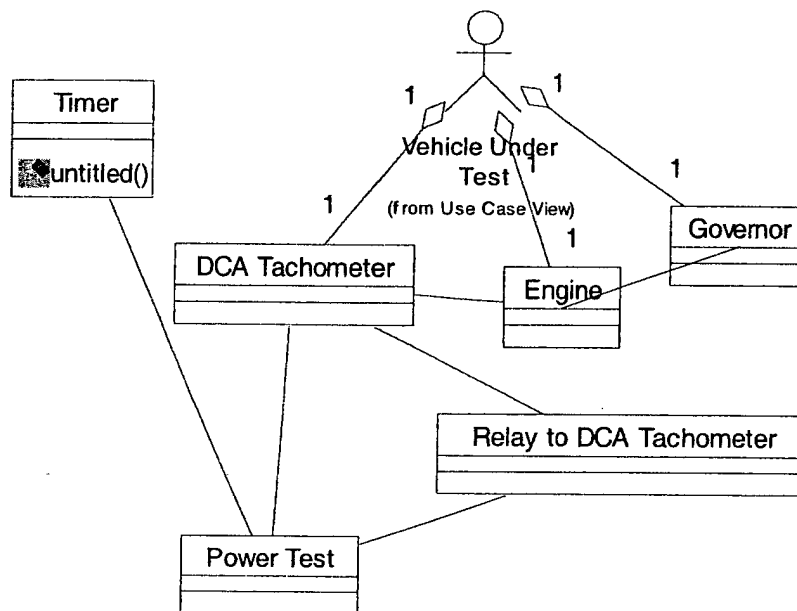 Timer
untitled()
1
1
1
Vehicle Under
1
Test
(from Use Case View)
1
1
1
Governor
DCA Tachometer
Engine
Relay to DCA Tachometer
Power Test